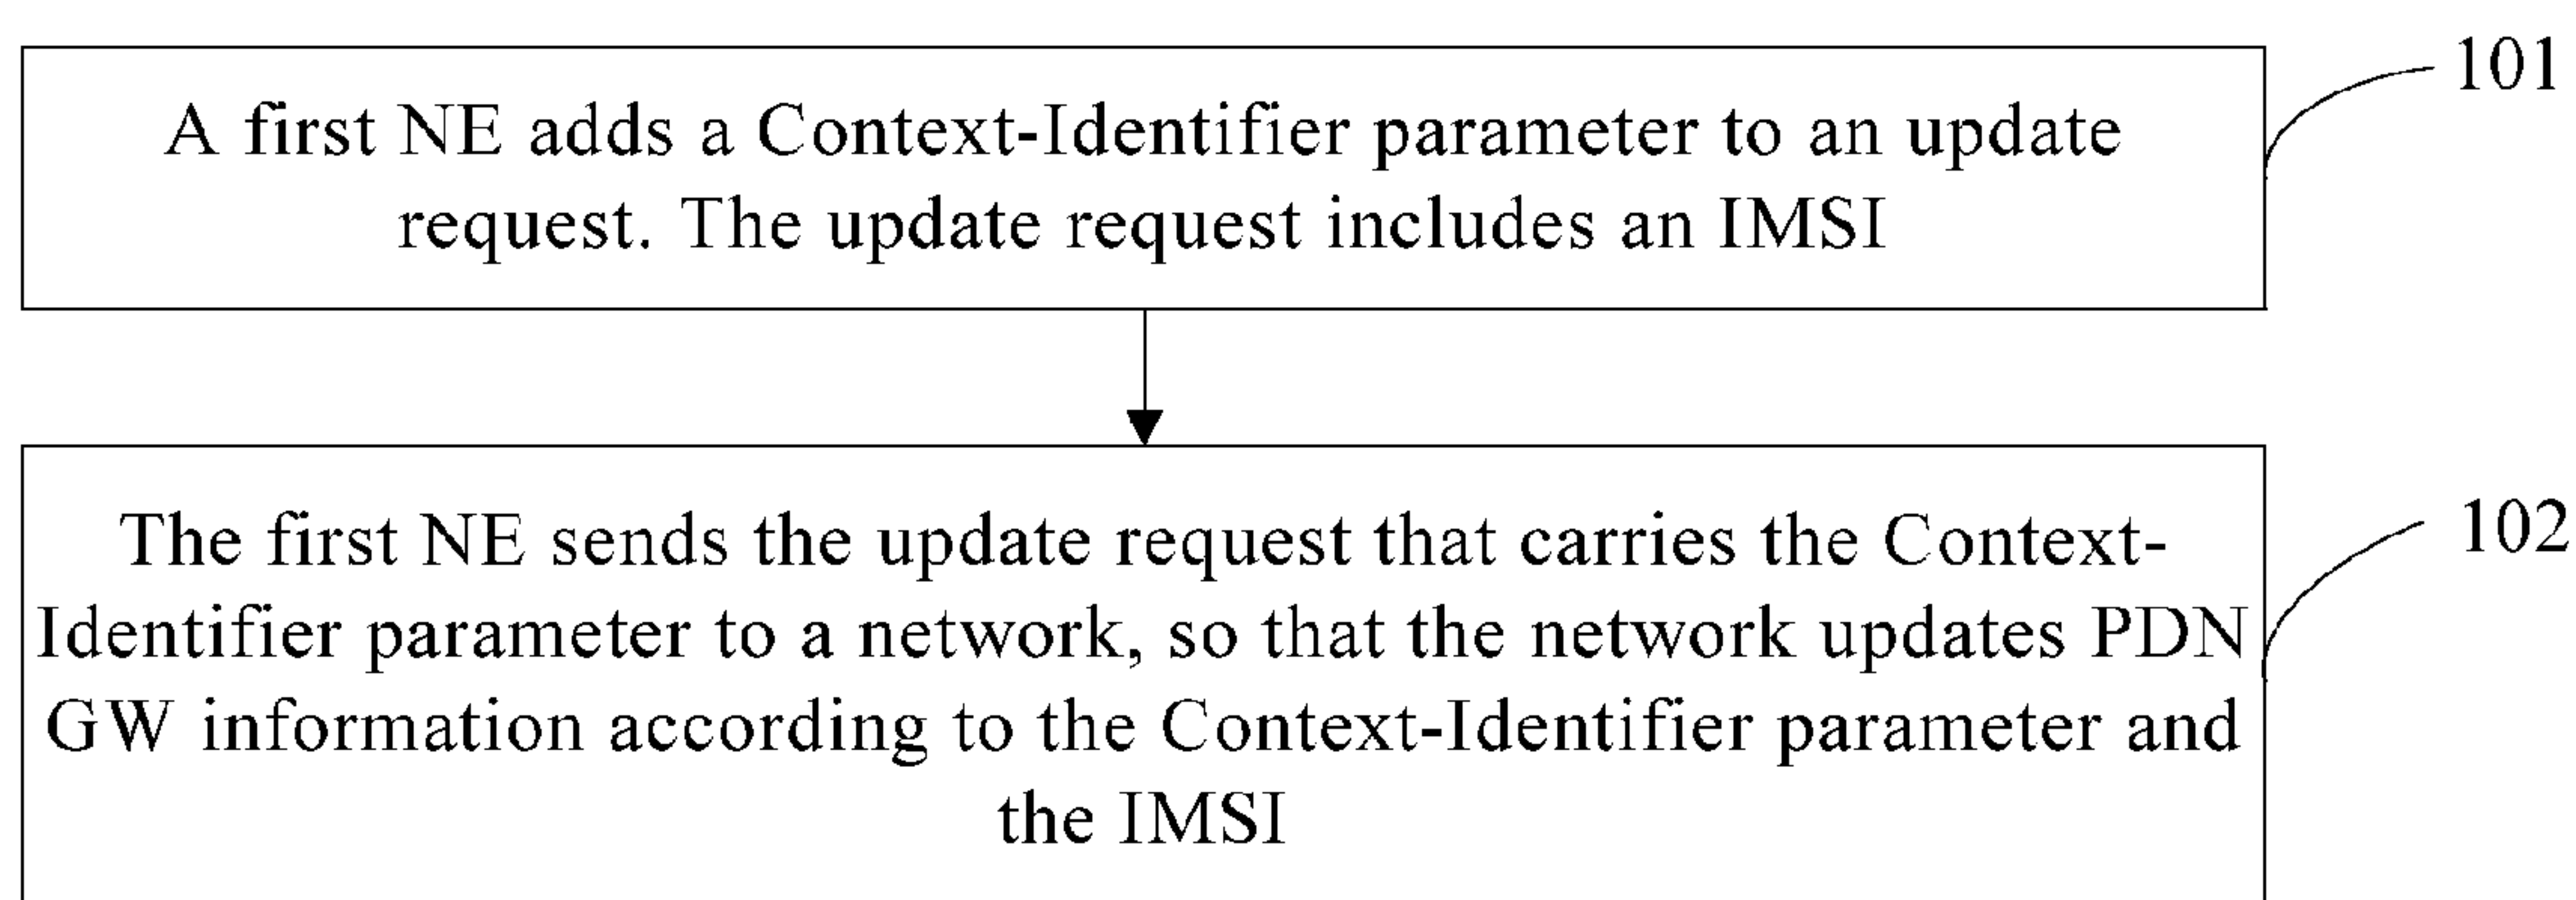 A first NE adds a Context-Identifier parameter to an update
request. The update request includes an IMSI
101
The first NE sends the update request that carries the Context-
Identifier parameter to a network, so that the network updates PDN
GW information according to the Context-Identifier parameter and
the IMSI
102